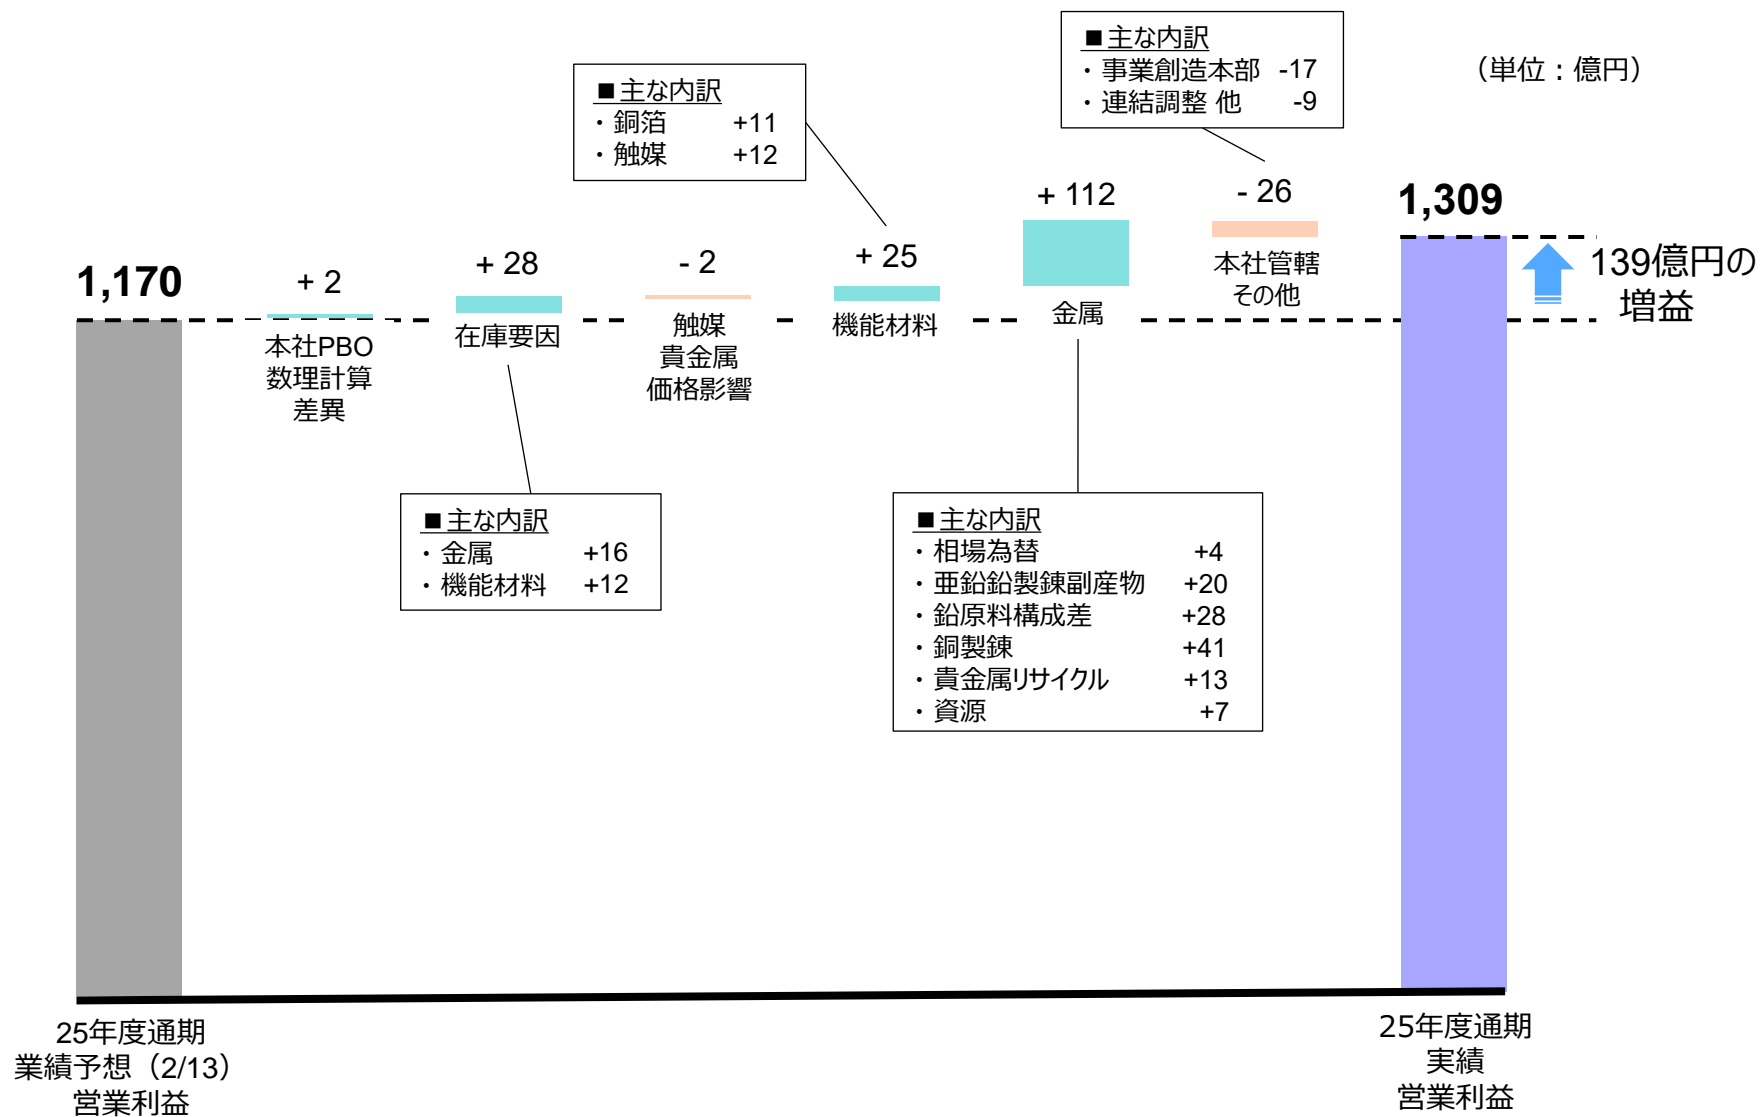 （単位：億円）
■主な内訳
・事業創造本部 -17
・連結調整 他 -9
■主な内訳
・銅箔 +11
・触媒 +12
1,170
+ 2
本社PBO
数理計算
差異
+ 28
在庫要因
- 2
触媒
貴金属
価格影響
+ 25
機能材料
+ 112
金属
- 26
本社管轄
その他
1,309
139億円の
増益
■主な内訳
・金属 +16
・機能材料 +12
■主な内訳
・相場為替 +4
・亜鉛鉛製錬副産物 +20
・鉛原料構成差 +28
・銅製錬 +41
・貴金属リサイクル +13
・資源 +7
25年度通期
業績予想（2/13）
営業利益
25年度通期
実績
営業利益